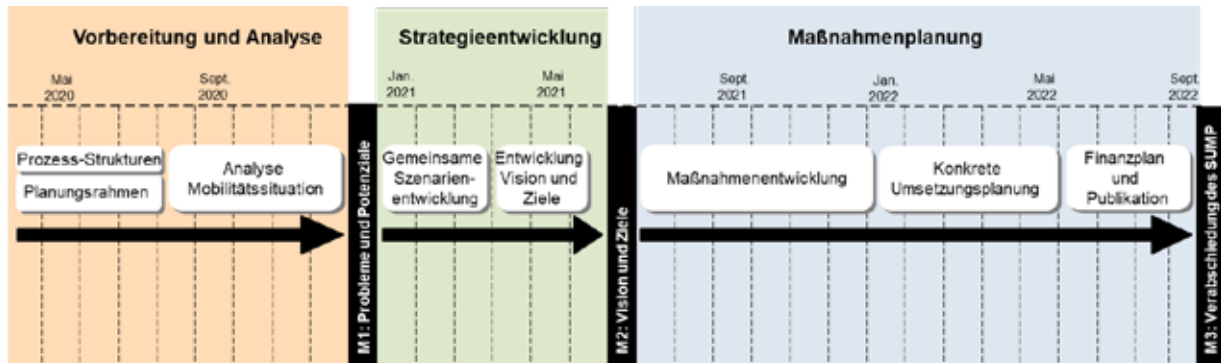 Vorbereitung und Analyse
Mai
2020
Sept.
2020
Prozess-Strukturen
Planungsrahmen
Analyse
Mobilitätssituation
M1: Probleme und Potenziale
Strategieentwicklung
Jan.
2021
Mai
2021
Gemeinsame
Szenarien-
entwicklung
Entwicklung
Vision und
Ziele
M2: Vision und Ziele
Maßnahmenplanung
Sept.
2021
Jan.
2022
Mai
2022
Sept.
2022
Maßnahmenentwicklung
Konkrete
Umsetzungsplanung
Finanzplan
und
Publikation
M3: Verabschiedung des SUMP